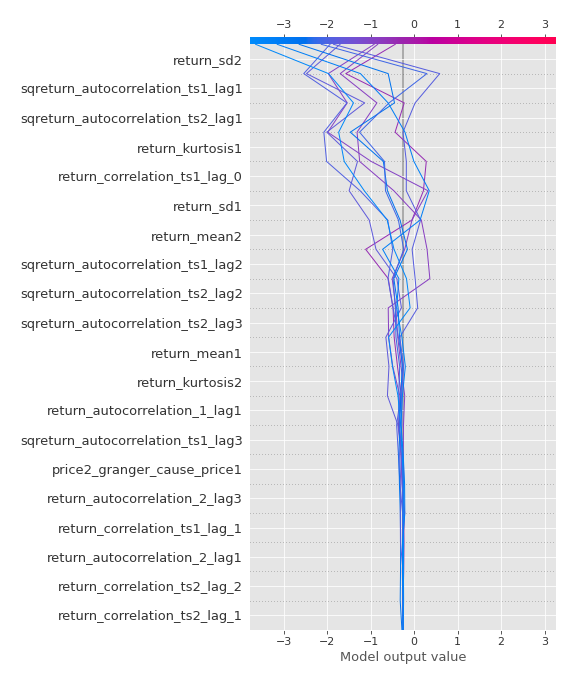 −3 −2 −1 0 1 2 3
return_sd2
sqreturn_autocorrelation_ts1_lag1
sqreturn_autocorrelation_ts2_lag1
return_kurtosis1
return_correlation_ts1_lag_0
return_sd1
return_mean2
sqreturn_autocorrelation_ts1_lag2
sqreturn_autocorrelation_ts2_lag2
sqreturn_autocorrelation_ts2_lag3
return_mean1
return_kurtosis2
return_autocorrelation_1_lag1
sqreturn_autocorrelation_ts1_lag3
price2_granger_cause_price1
return_autocorrelation_2_lag3
return_correlation_ts1_lag_1
return_autocorrelation_2_lag1
return_correlation_ts2_lag_2
return_correlation_ts2_lag_1
−3 −2 −1 0 1 2 3
Model output value